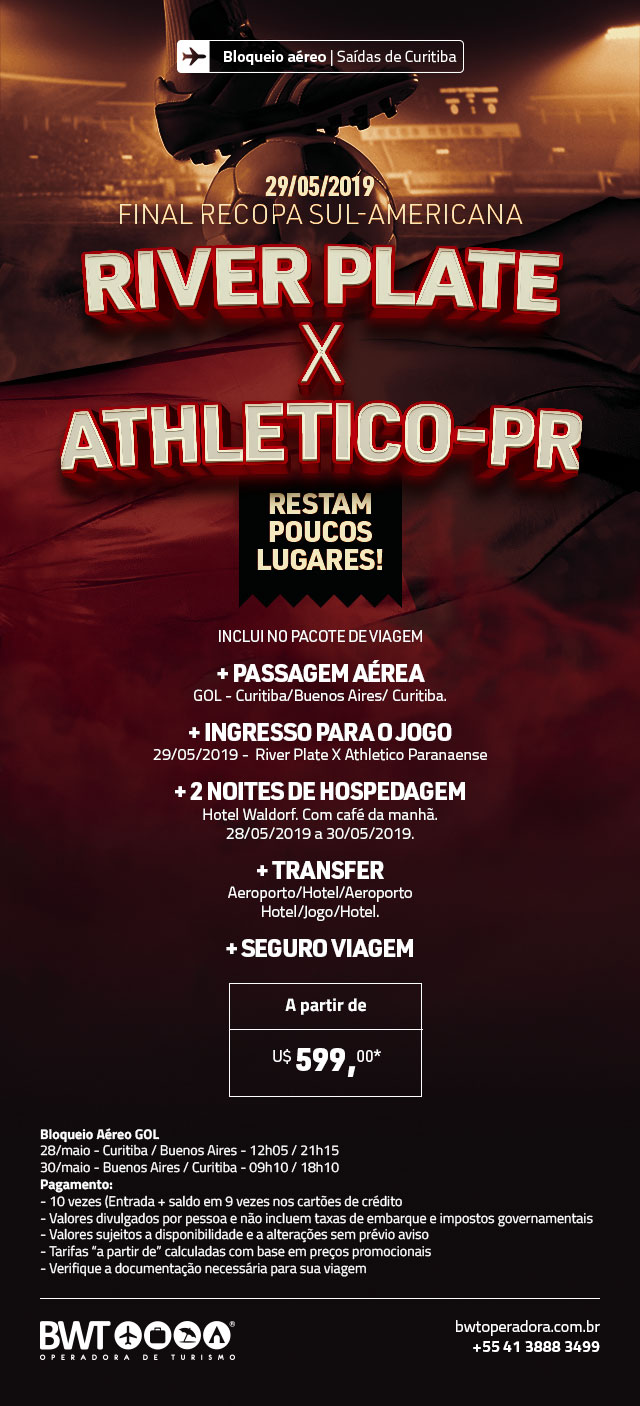 Bloqueio aéreo | Saídas de Curitiba
29/05/2019
FINAL RECOPA SUL-AMERICANA
RIVER PLATE
X
ATHLETICO-PR
RESTAM
POUCOS
LUGARES!
INCLUI NO PACOTE DE VIAGEM
+ PASSAGEM AÉREA
GOL - Curitiba/Buenos Aires/ Curitiba.
+ INGRESSO PARA O JOGO
29/05/2019 - River Plate X Athletico Paranaense
+ 2 NOITES DE HOSPEDAGEM
Hotel Waldorf. Com café da manhã.
28/05/2019 a 30/05/2019.
+ TRANSFER
Aeroporto/Hotel/Aeroporto
Hotel/Jogo/Hotel.
+ SEGURO VIAGEM
A partir de
U$ 599,00*
Bloqueio Aéreo GOL
28/maio - Curitiba / Buenos Aires - 12h05 / 21h15
30/maio - Buenos Aires / Curitiba - 09h10 / 18h10
Pagamento:
- 10 vezes (Entrada + saldo em 9 vezes nos cartões de crédito
- Valores divulgados por pessoa e não incluem taxas de embarque e impostos governamentais
- Valores sujeitos a disponibilidade e a alterações sem prévio aviso
- Tarifas “a partir de” calculadas com base em preços promocionais
- Verifique a documentação necessária para sua viagem
BWT ®
OPERADORA DE TURISMO
bwtoperadora.com.br
+55 41 3888 3499